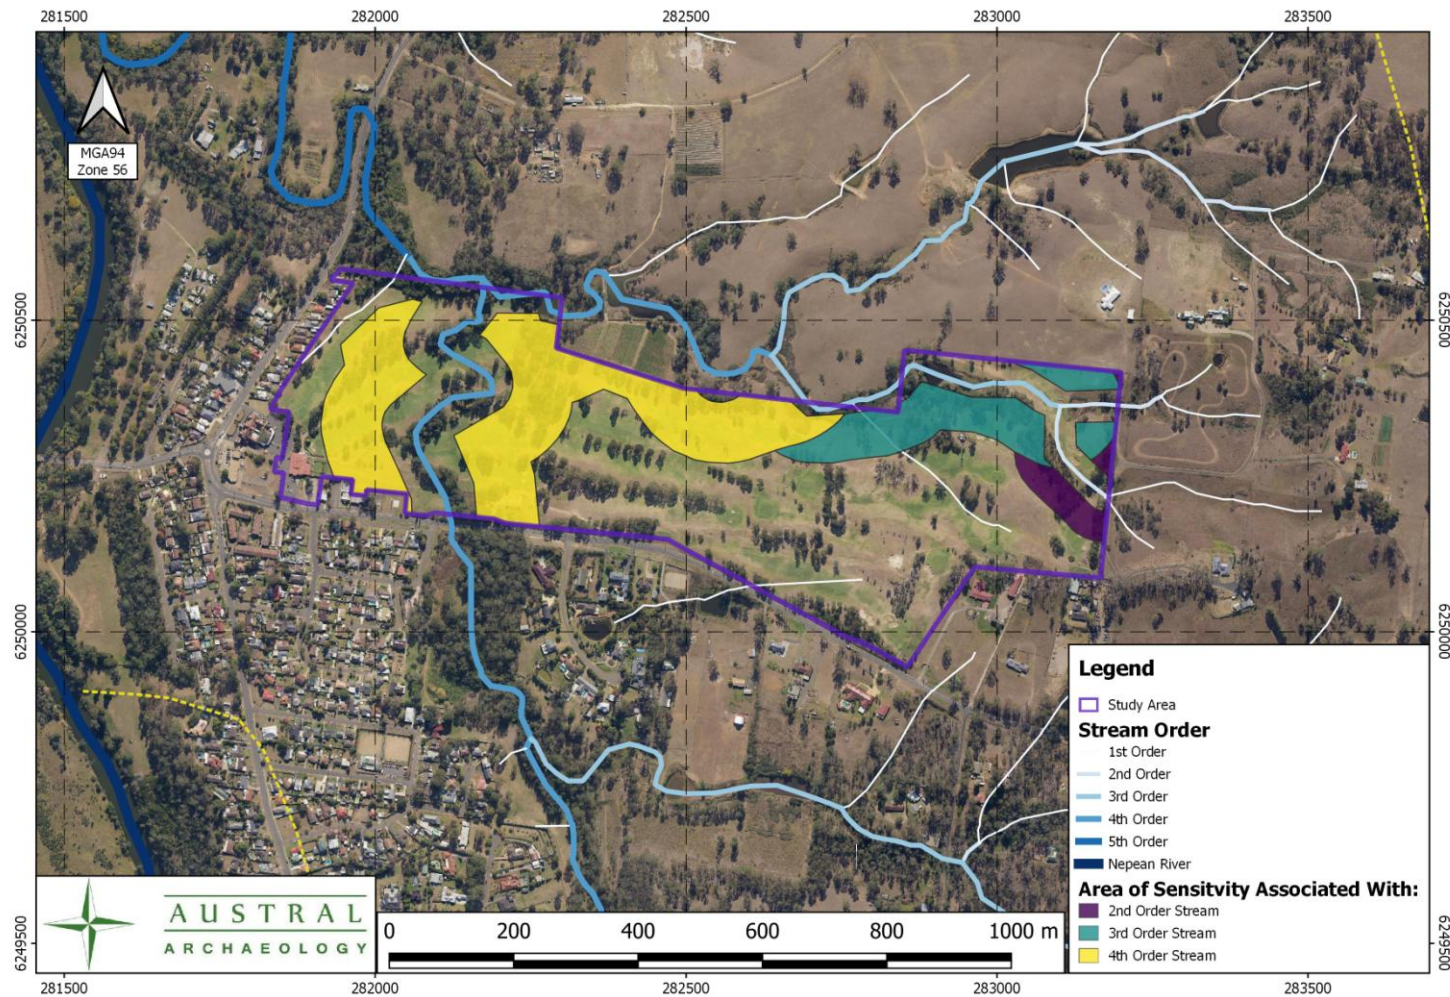 281500
282000
282500
283000
283500
MGA94
Zone 56
6250500
6250500
6250000
6250000
6249500
6249500
Legend
Study Area
Stream Order
1st Order
2nd Order
3rd Order
4th Order
5th Order
Nepean River
Area of Sensitvity Associated With:
2nd Order Stream
3rd Order Stream
4th Order Stream
AUSTRAL
ARCHAEOLOGY
0 200 400 600 800 1000 m
281500
282000
282500
283000
283500